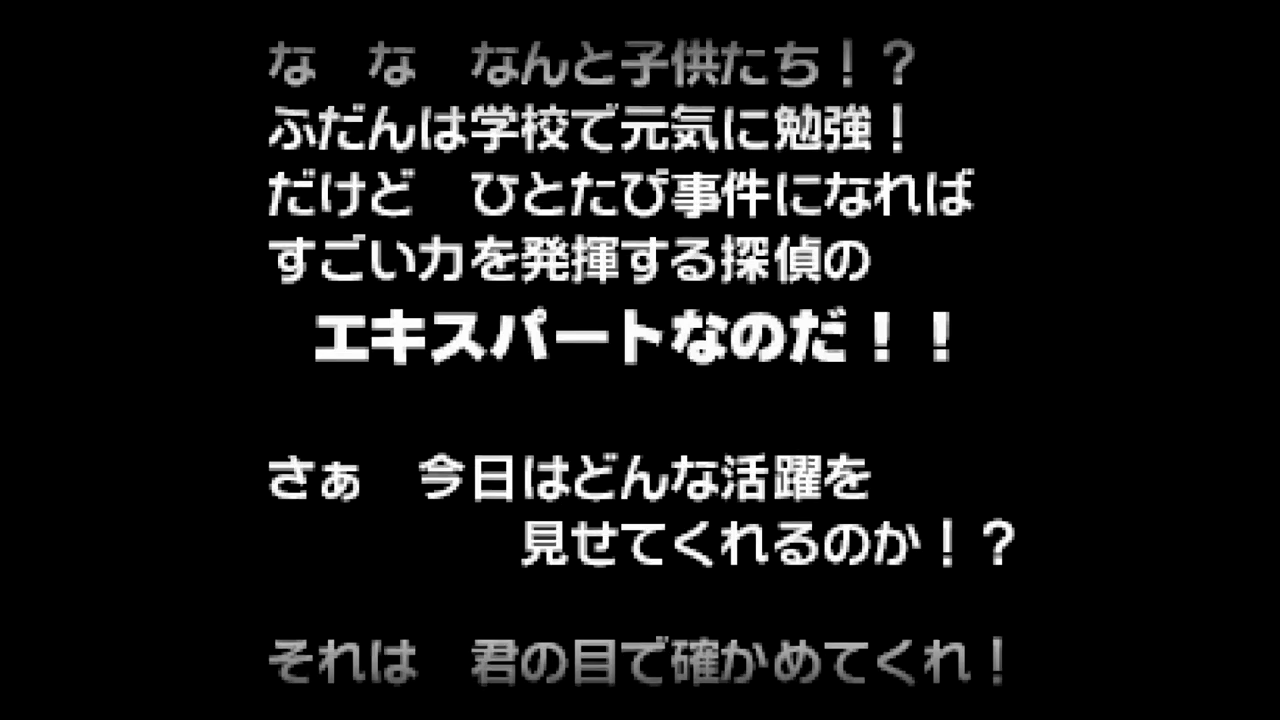 な　な　なんと子供たち！？
ふだんは学校で元気に勉強！
だけど　ひとたび事件になれば
すごい力を発揮する探偵の
エキスパートなのだ！！
さぁ　今日はどんな活躍を
見せてくれるのか！？
それは　君の目で確かめてくれ！